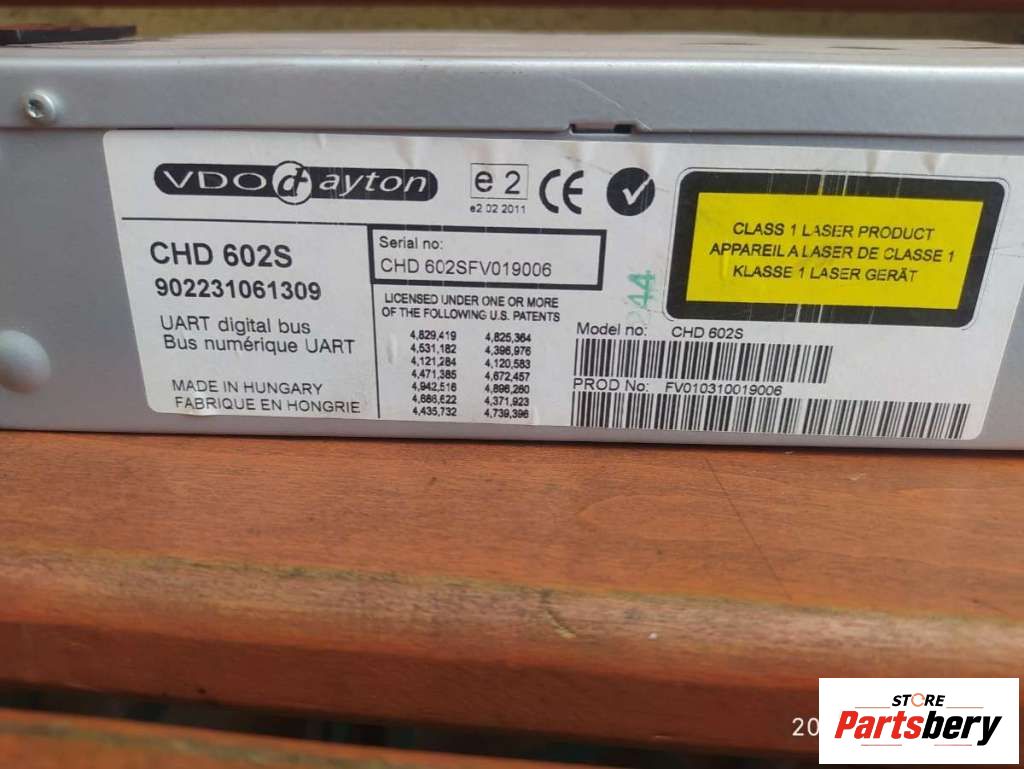 VDO dayton
e2
e2 02 2011
CE
CLASS 1 LASER PRODUCT
APPAREIL A LASER DE CLASSE 1
KLASSE 1 LASER GERÄT
CHD 602S
902231061309
UART digital bus
Bus numérique UART
MADE IN HUNGARY
FABRIQUE EN HONGRIE
Serial no:
CHD 602SFV019006
LICENSED UNDER ONE OR MORE
OF THE FOLLOWING U.S. PATENTS
4,829,419 4,825,364
4,531,182 4,396,976
4,121,284 4,120,583
4,471,385 4,672,457
4,942,516 4,896,260
4,666,622 4,371,923
4,435,732 4,739,396
Model no: CHD 602S
PROD No: FV010310019006
STORE
Partsbery